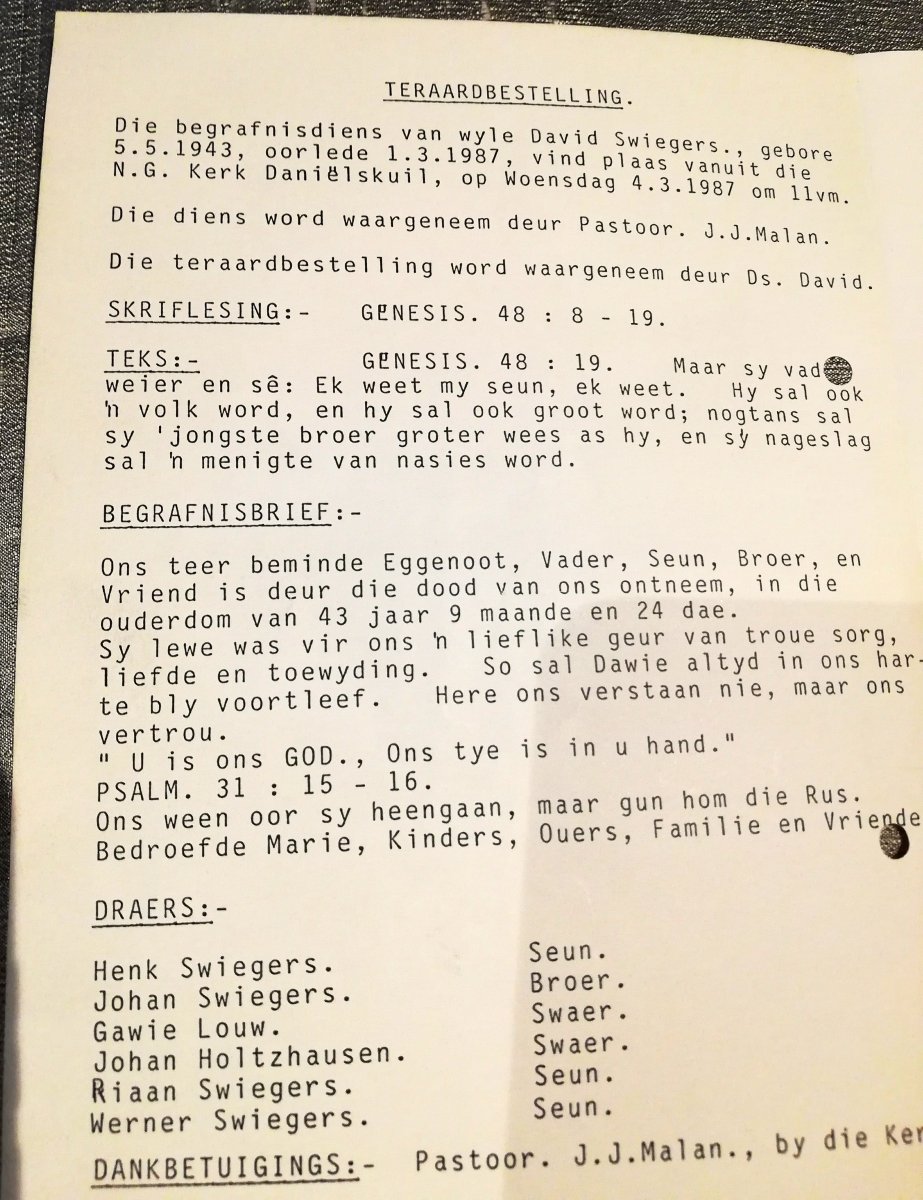 TERAARDBESTELLING.
Die begrafnisdiens van wyle David Swiegers., gebore
5.5.1943, oorlede 1.3.1987, vind plaas vanuit die
N.G. Kerk Daniëlskuil, op Woensdag 4.3.1987 om 11vm.
Die diens word waargeneem deur Pastoor. J.J.Malan.
Die teraardbestelling word waargeneem deur Ds. David.
SKRIFLESING:- GENESIS. 48 : 8 - 19.
TEKS:- GENESIS. 48 : 19. Maar sy
weier en sê: Ek weet my seun, ek weet. Hy sal ook
'n volk word, en hy sal ook groot word; nogtans sal
sy 'jongste broer groter wees as hy, en sy nageslag
sal 'n menigte van nasies word.
BEGRAFNISBRIEF:-
Ons teer beminde Eggenoot, Vader, Seun, Broer, en
Vriend is deur die dood van ons ontneem, in die
ouderdom van 43 jaar 9 maande en 24 dae.
Sy lewe was vir ons 'n lieflike geur van troue sorg,
liefde en toewyding. So sal Dawie altyd in ons har-
te bly voortleef. Here ons verstaan nie, maar ons
vertrou.
" U is ons GOD., Ons tye is in u hand."
PSALM. 31 : 15 - 16.
Ons ween oor sy heengaan, maar gun hom die Rus.
Bedroefde Marie, Kinders, Ouers, Familie en Vriende
DRAERS:-
Henk Swiegers. Seun.
Johan Swiegers. Broer.
Gawie Louw. Swaer.
Johan Holtzhausen. Swaer.
Riaan Swiegers. Seun.
Werner Swiegers. Seun.
DANKBETUIGINGS:- Pastoor. J.J.Malan., by die